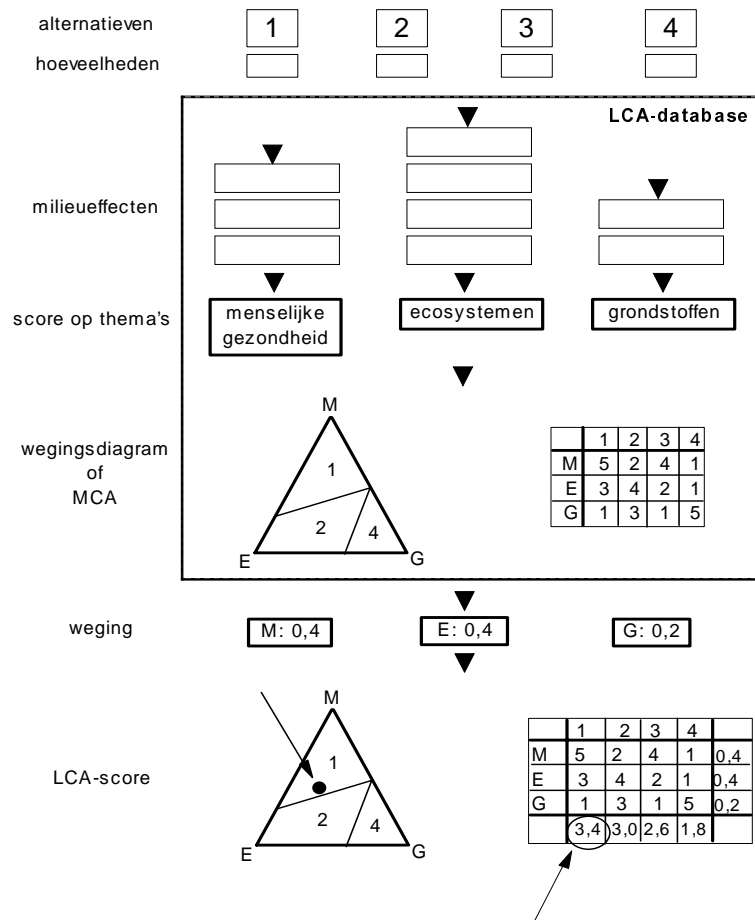 alternatieven 1 2 3 4
hoeveelheden
LCA-database
milieueffecten
score op thema's
menselijke
gezondheid
ecosystemen
grondstoffen
wegingsdiagram
of
MCA
M
1
2
4
E
G
1 2 3 4
M 5 2 4 1
E 3 4 2 1
G 1 3 1 5
weging
M: 0,4
E: 0,4
G: 0,2
LCA-score
M
1
2
4
E
G
1 2 3 4
M 5 2 4 1 0,4
E 3 4 2 1 0,4
G 1 3 1 5 0,2
3,4 3,0 2,6 1,8